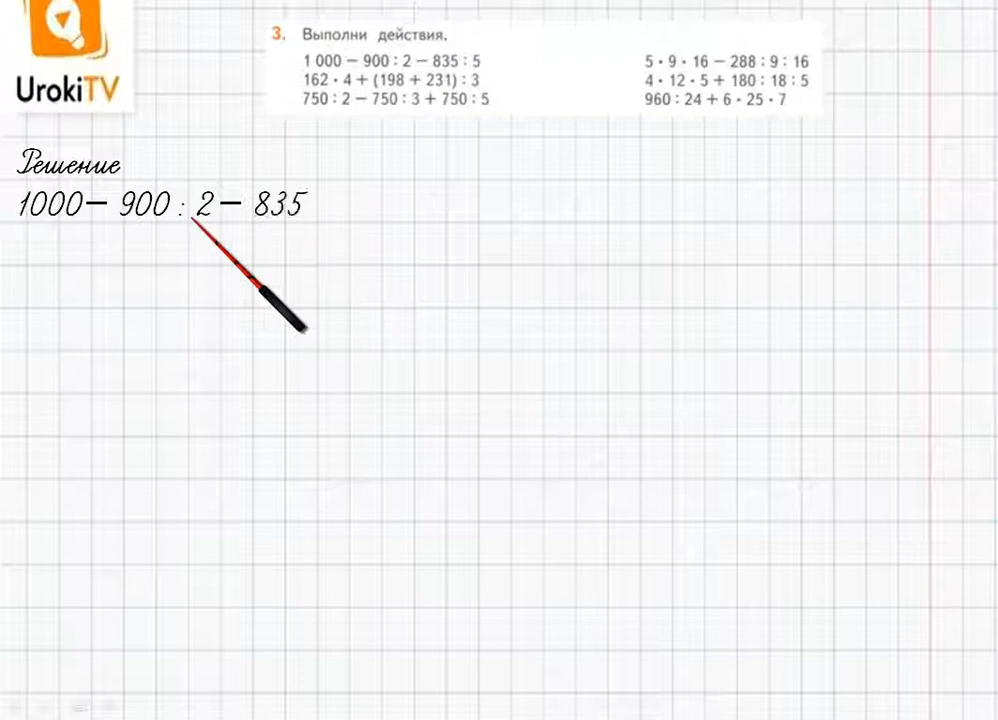 UrokiTV
3. Выполни действия.
1 000 − 900 : 2 − 835 : 5
162 · 4 + (198 + 231) : 3
750 : 2 − 750 : 3 + 750 : 5
5 · 9 · 16 − 288 : 9 : 16
4 · 12 · 5 + 180 : 18 : 5
960 : 24 + 6 · 25 · 7
Решение
1000− 900 : 2− 835